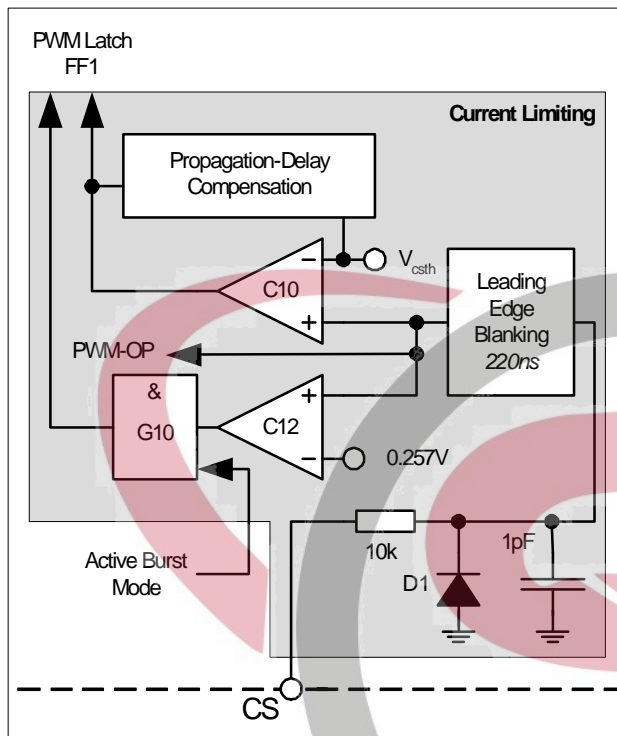 PWM Latch
FF1
Current Limiting
Propagation-Delay
Compensation
Vcsth
C10
Leading
Edge
Blanking
220ns
PWM-OP
&
G10
C12
0.257V
10k
1pF
D1
Active Burst
Mode
CS